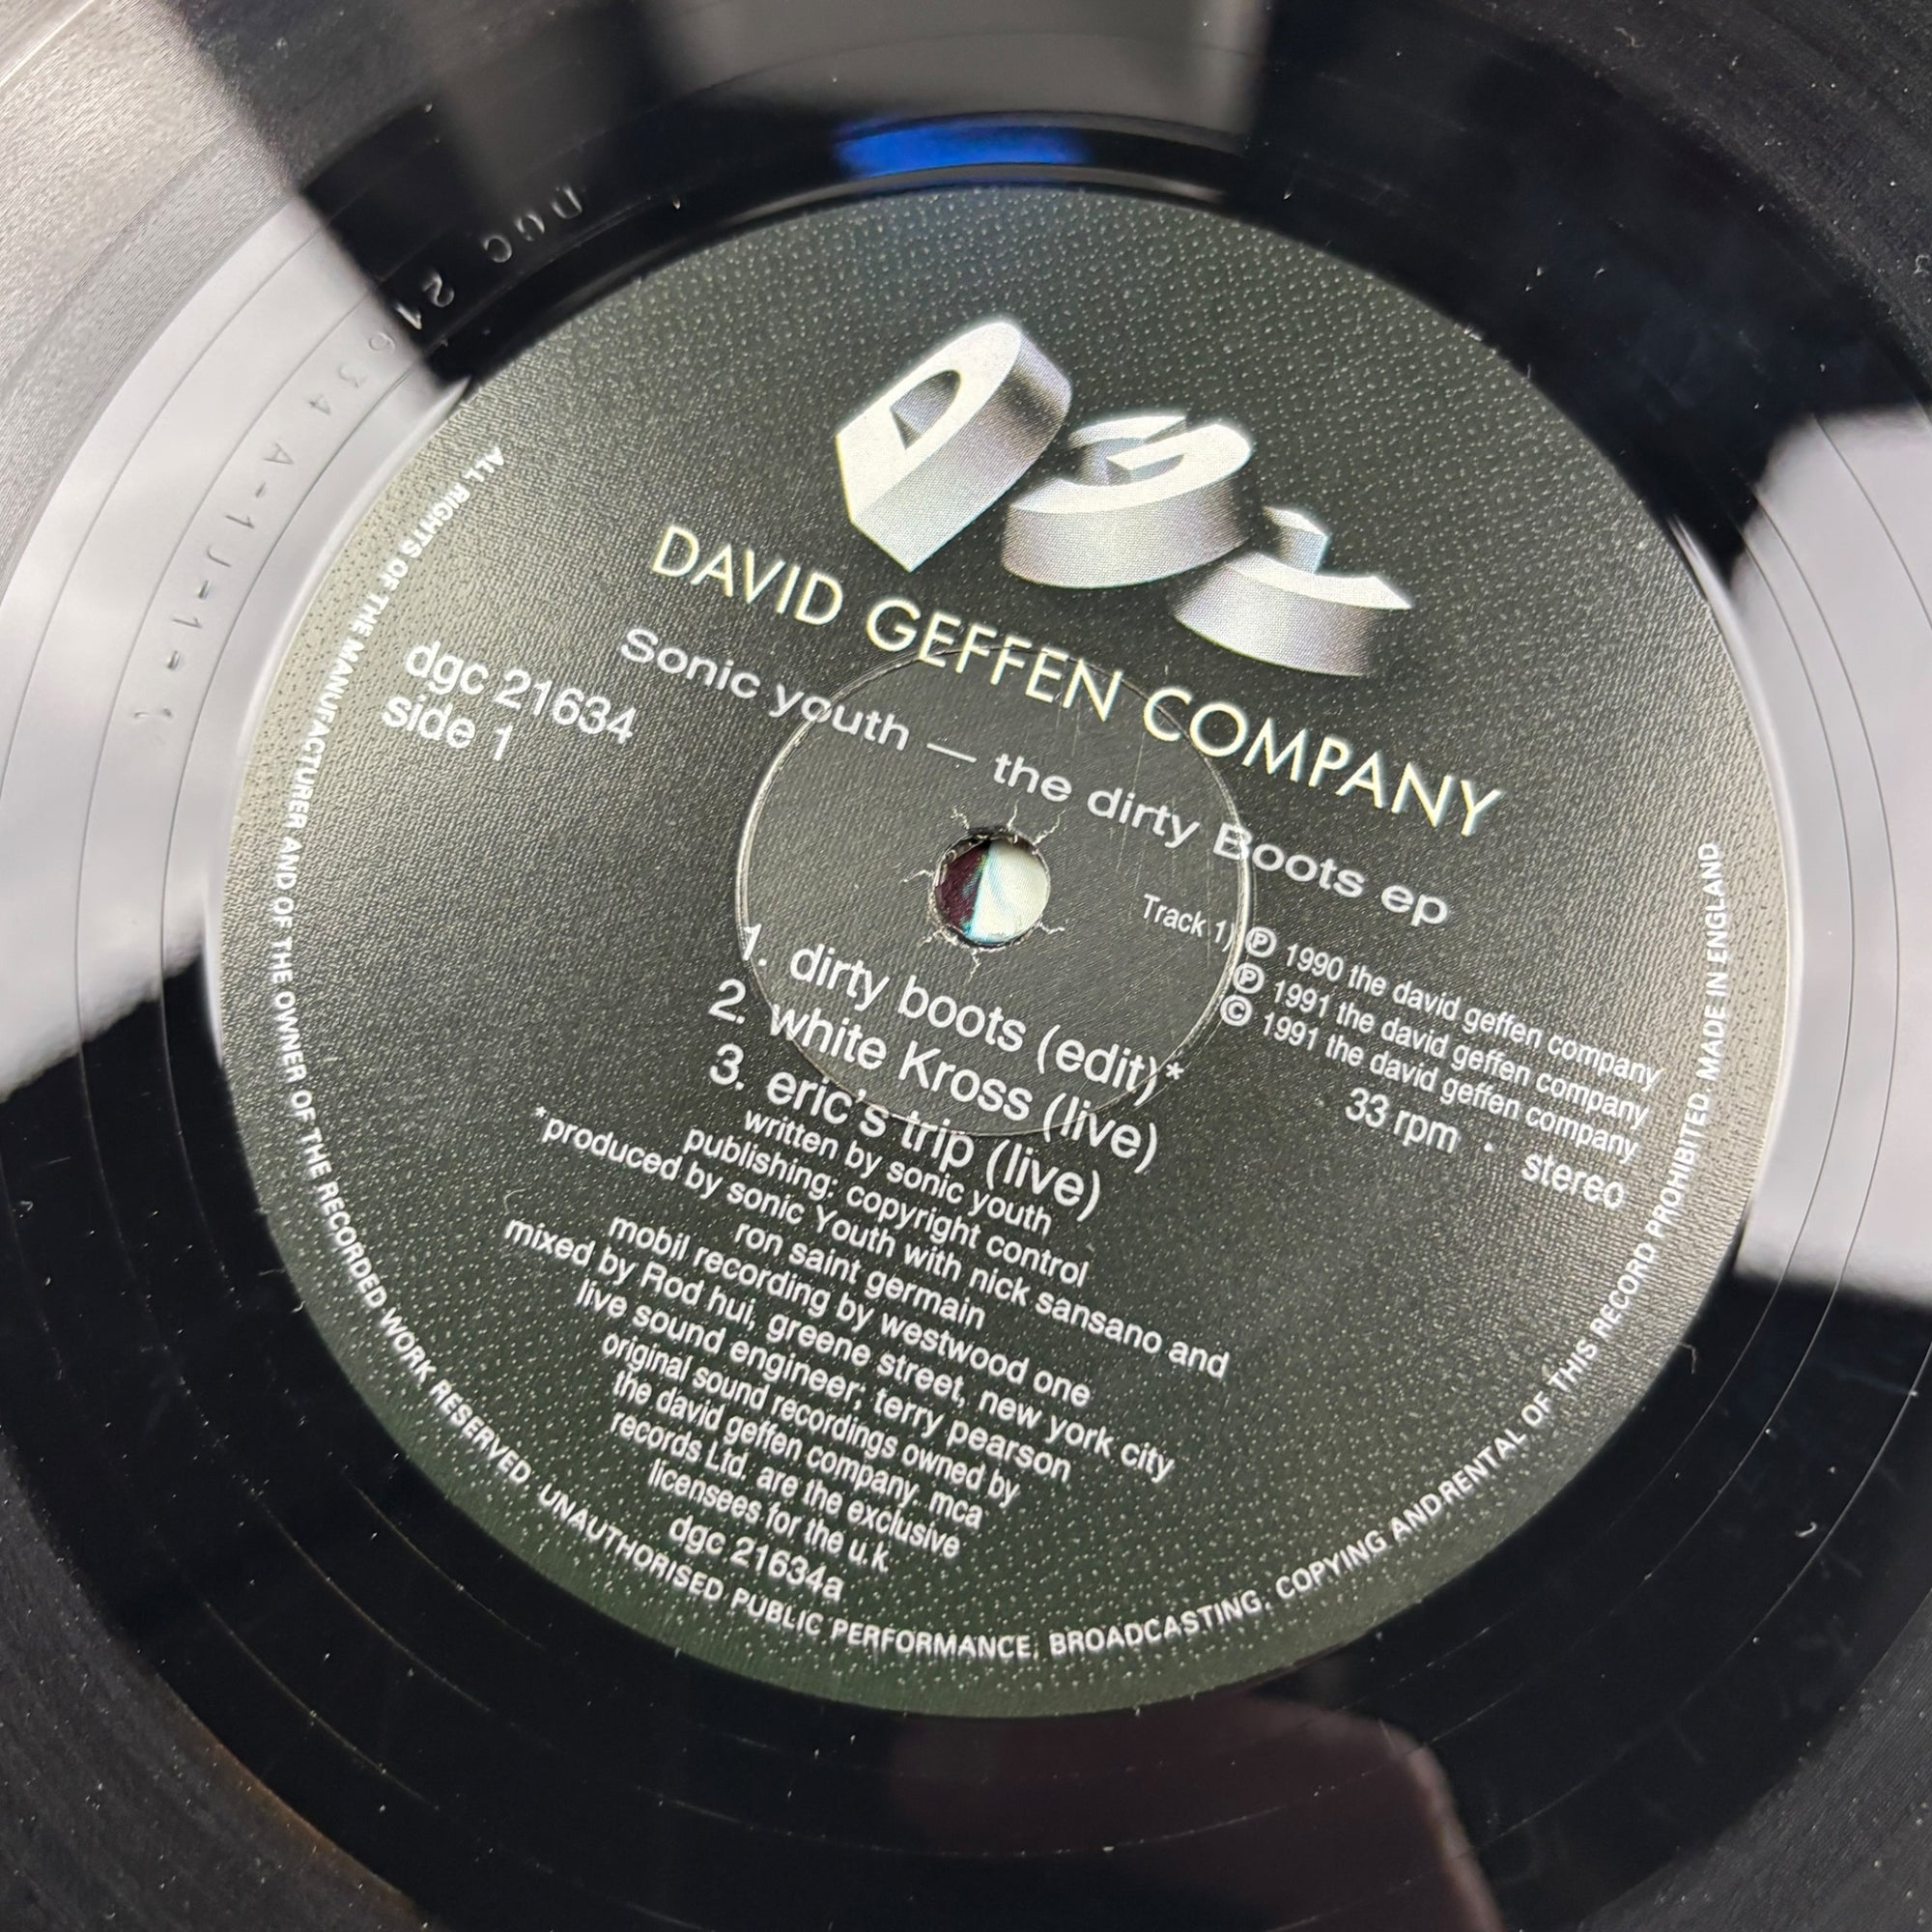 DGC 21634 A-1U-1-1
DGC
DAVID GEFFEN COMPANY
Sonic youth — the dirty Boots ep
dgc 21634
side 1
Track 1) ℗ 1990 the david geffen company
℗ 1991 the david geffen company
© 1991 the david geffen company
33 rpm · stereo
1. dirty boots (edit)*
2. white Kross (live)
3. eric's trip (live)
written by sonic youth
publishing: copyright control
*produced by sonic Youth with nick sansano and
ron saint germain
mobil recording by westwood one
mixed by Rod hui, greene street, new york city
live sound engineer; terry pearson
original sound recordings owned by
the david geffen company. mca
records Ltd. are the exclusive
licensees for the u.k.
dgc 21634a
ALL RIGHTS OF THE MANUFACTURER AND OF THE OWNER OF THE RECORDED WORK RESERVED. UNAUTHORISED PUBLIC PERFORMANCE, BROADCASTING, COPYING AND RENTAL OF THIS RECORD PROHIBITED. MADE IN ENGLAND